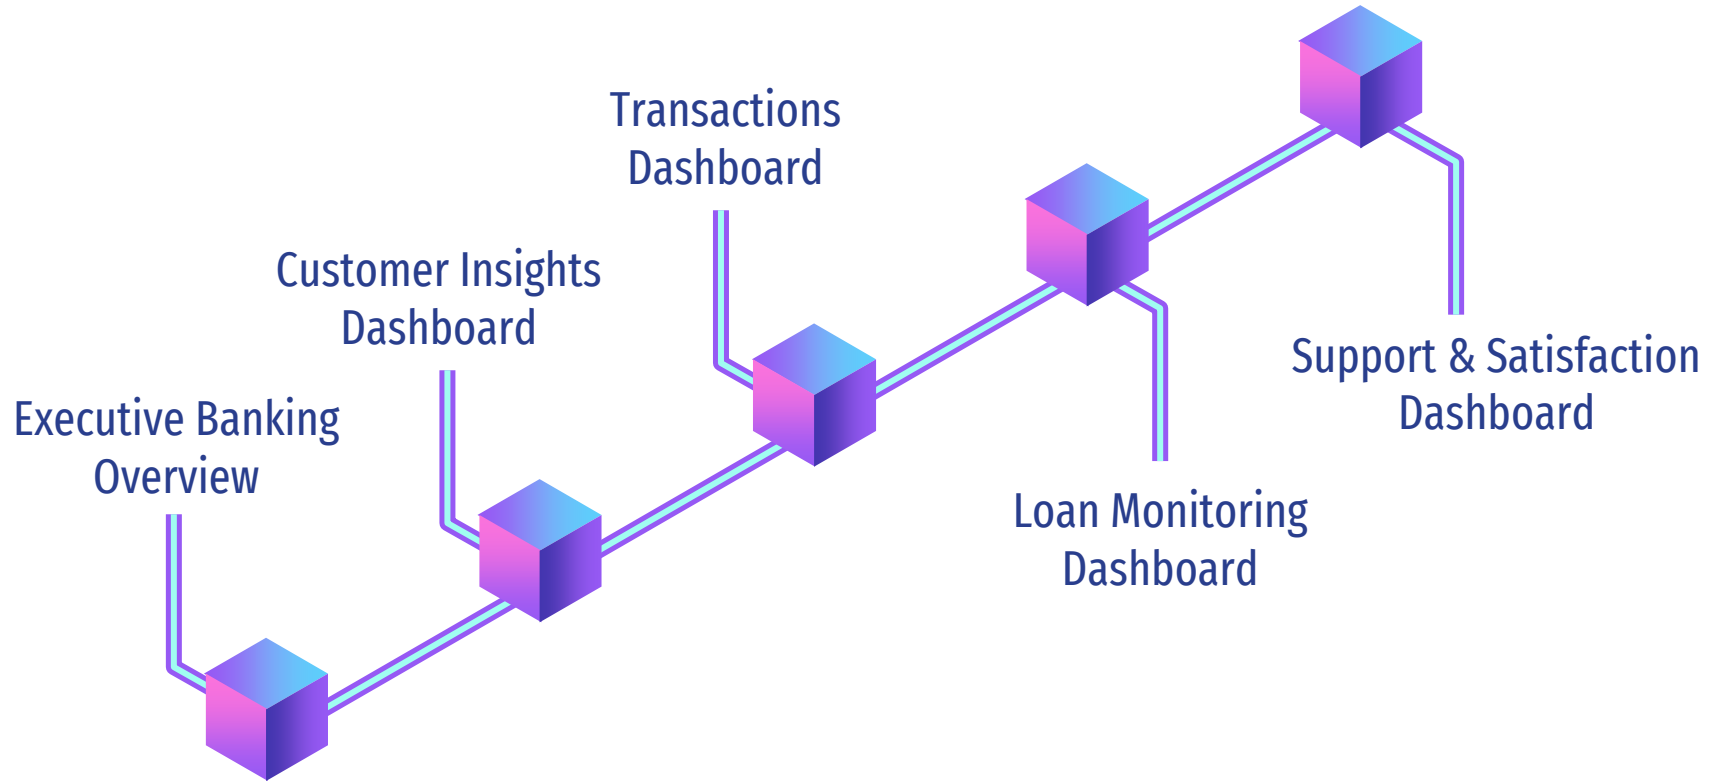 Executive Banking
Overview
Customer Insights
Dashboard
Transactions
Dashboard
Loan Monitoring
Dashboard
Support & Satisfaction
Dashboard